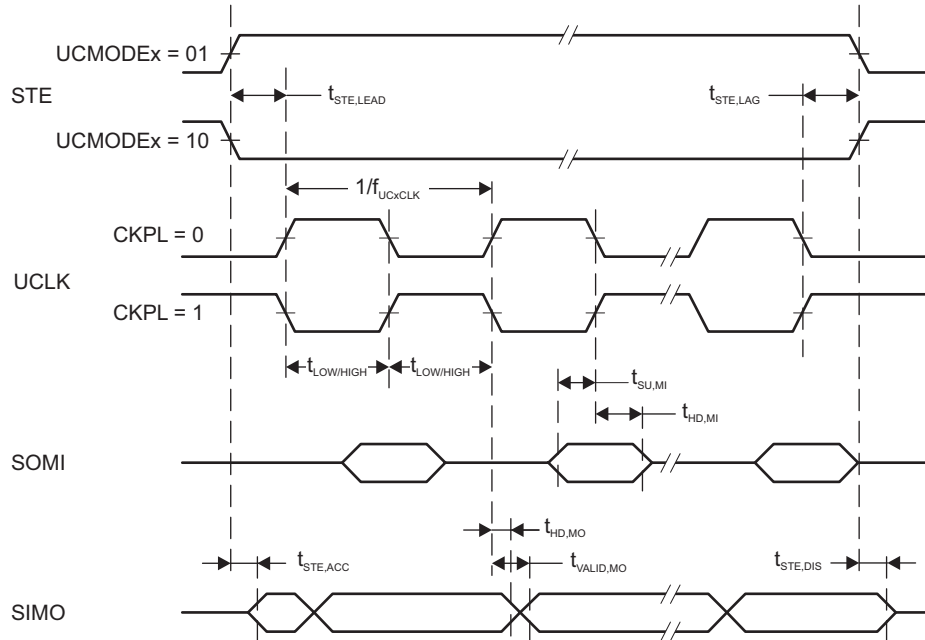 UCMODEx = 01
STE
t_STE,LEAD
t_STE,LAG
UCMODEx = 10
1/f_UCxCLK
CKPL = 0
UCLK
CKPL = 1
t_LOW/HIGH
t_LOW/HIGH
t_SU,MI
t_HD,MI
SOMI
t_HD,MO
t_STE,ACC
t_VALID,MO
t_STE,DIS
SIMO